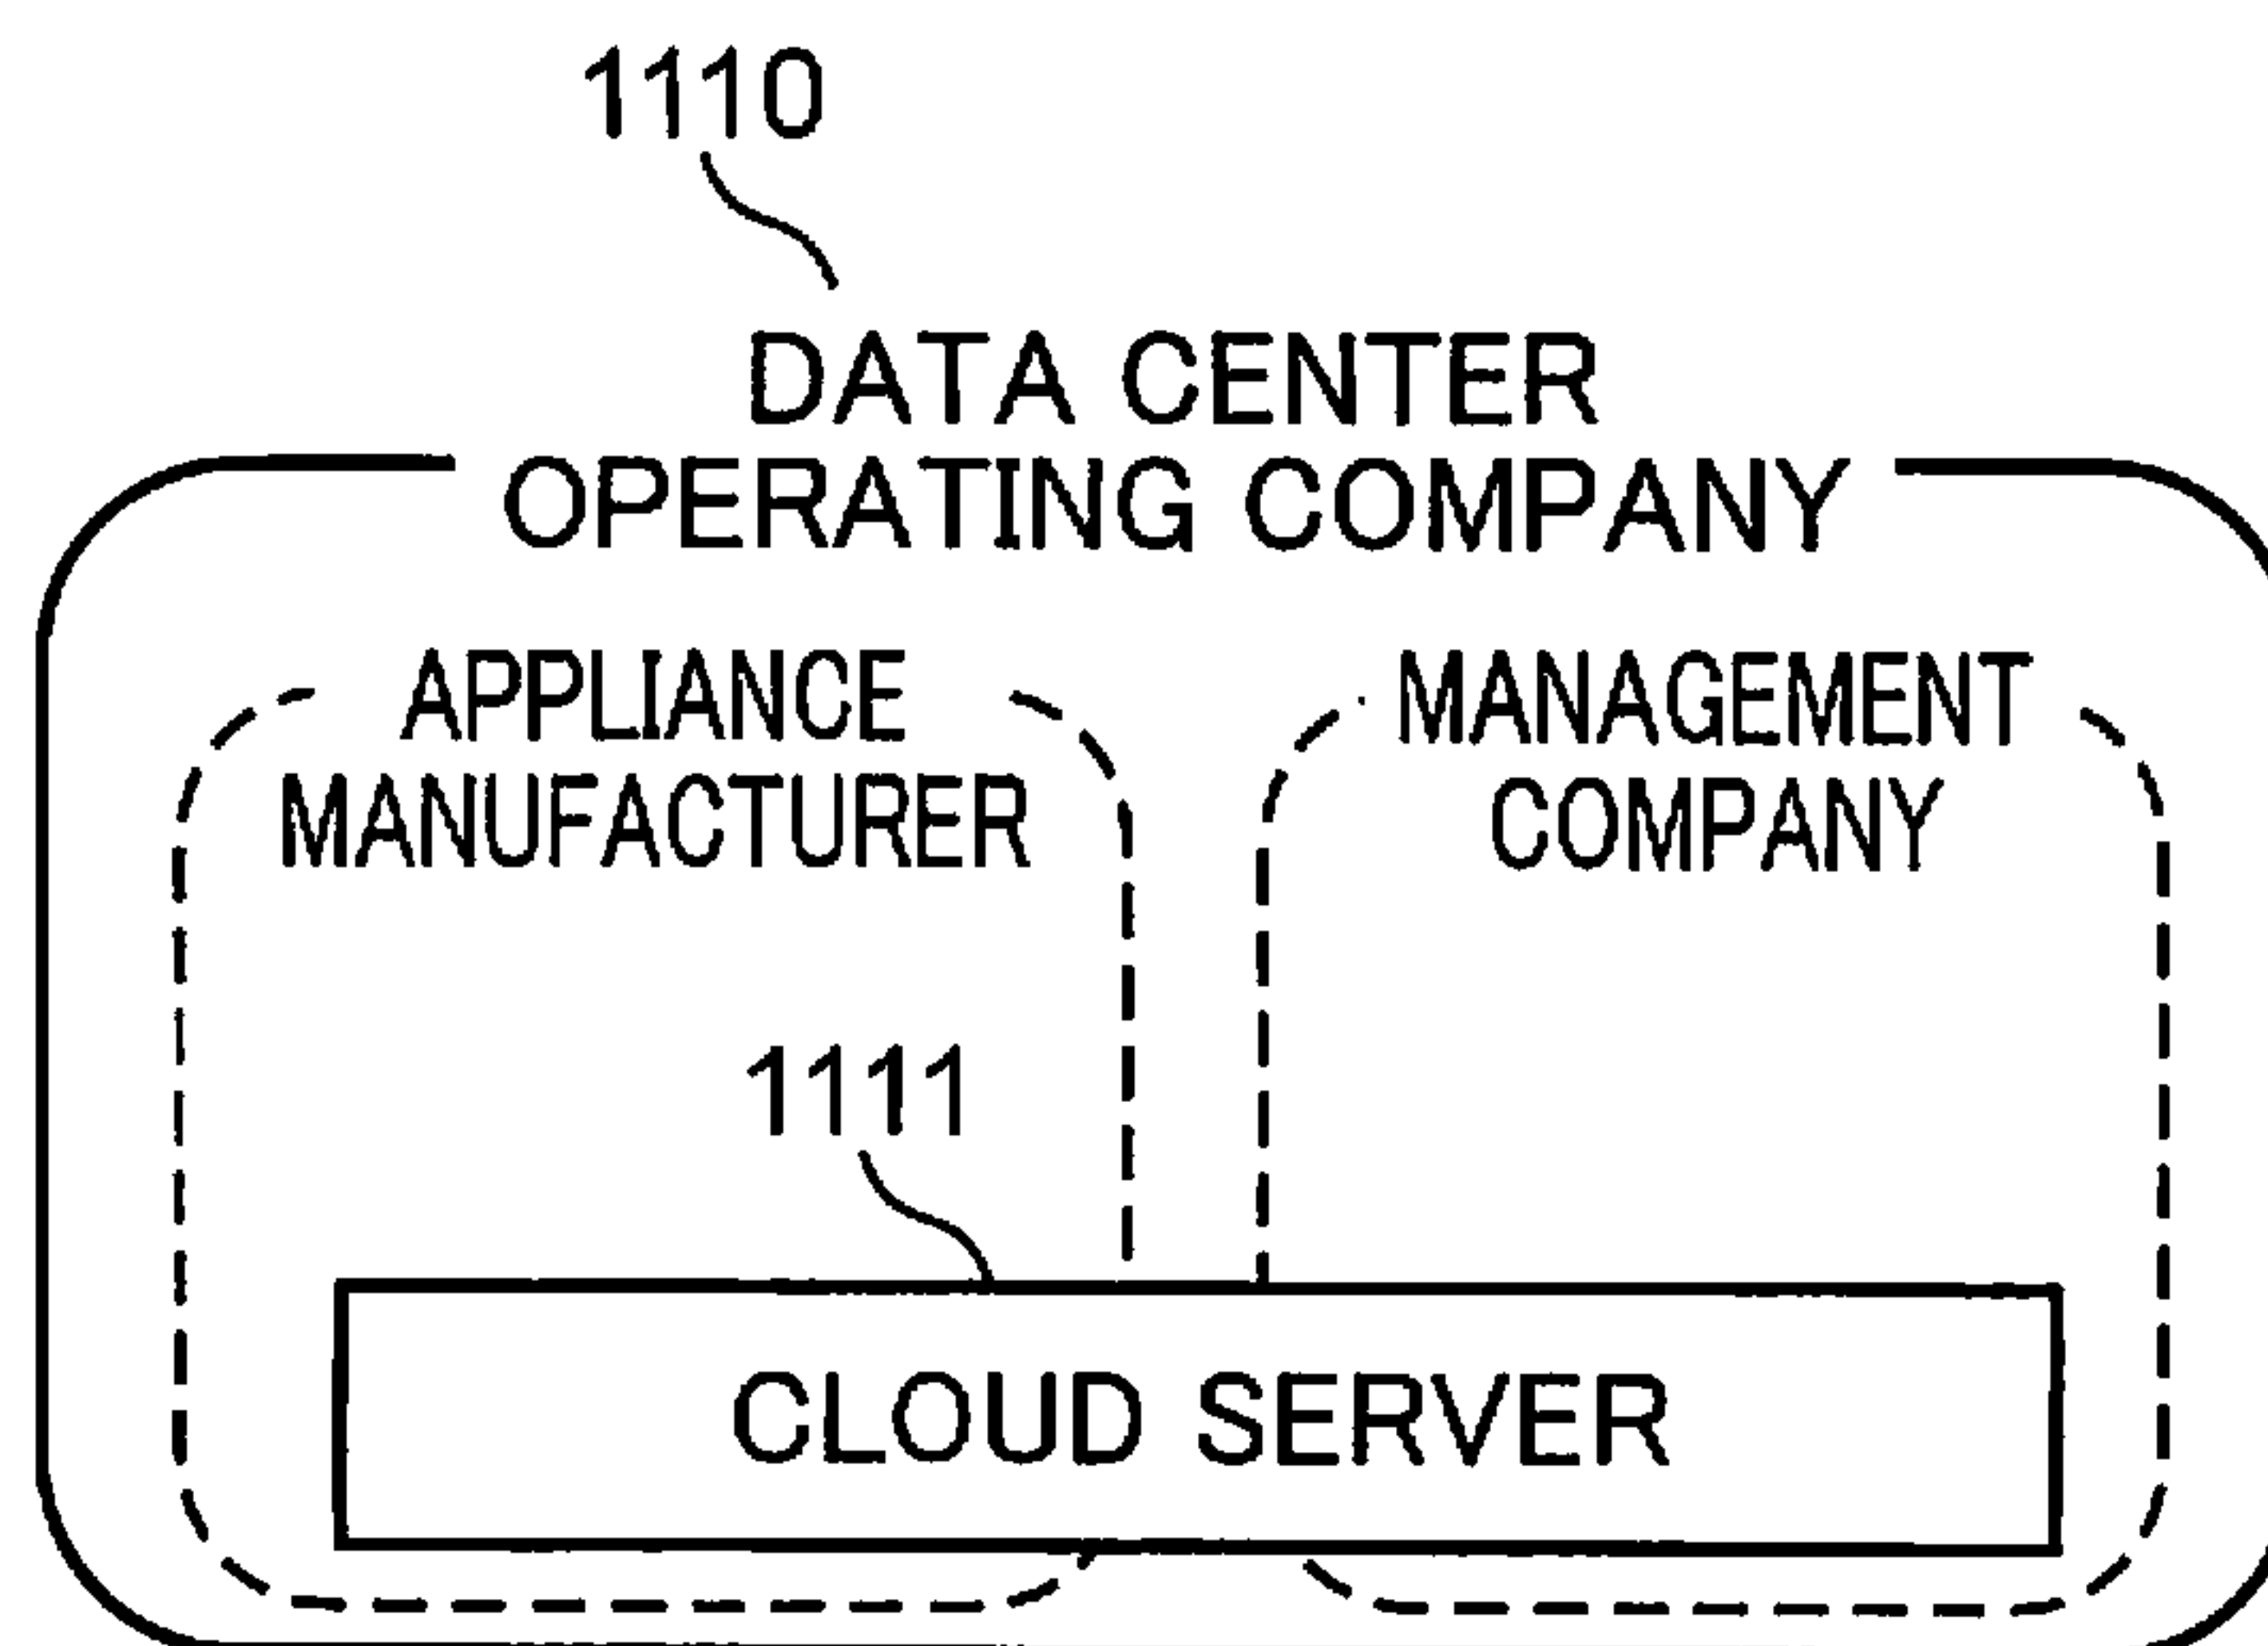 1110
DATA CENTER
OPERATING COMPANY
APPLIANCE
MANUFACTURER
MANAGEMENT
COMPANY
1111
CLOUD SERVER